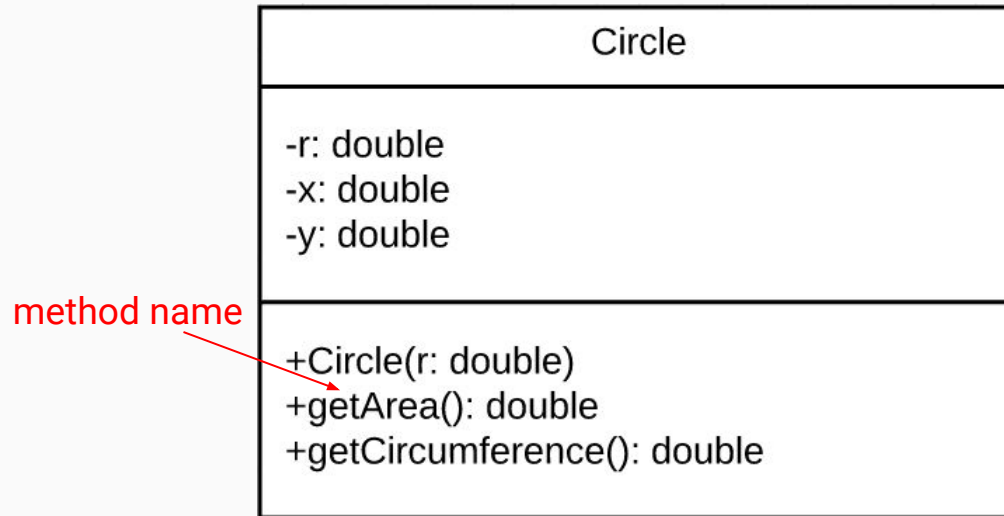 Circle
-r: double
-x: double
-y: double
method name
+Circle(r: double)
+getArea(): double
+getCircumference(): double